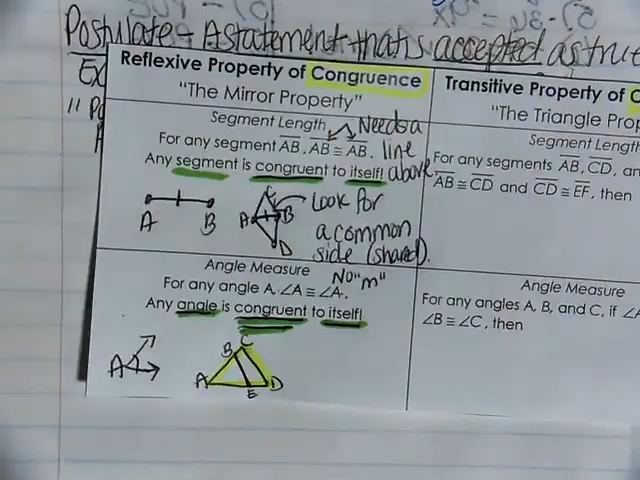 Postulate - A statement that is accepted as true
Ex
Reflexive Property of Congruence
"The Mirror Property"
Segment Length
For any segment AB, AB ≅ AB.
Any segment is congruent to itself!
Needs a
line
above
A B
C
A B
D
Look for
a common
side (shared).
Angle Measure
No "m"
For any angle A, ∠A ≅ ∠A.
Any angle is congruent to itself!
A
B C
A E D
Transitive Property of C
"The Triangle Prop
Segment Length
For any segments AB, CD, an
AB ≅ CD and CD ≅ EF, then
Angle Measure
For any angles A, B, and C, if ∠A
∠B ≅ ∠C, then